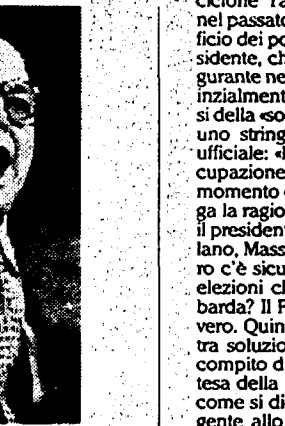 nel passato
ficio dei po
sidente, ch
gurante ne
inzialment
si della «so
uno string
ufficiale: «
cupazione
momento
ga la ragio
il presiden
lano, Mass
ro c'è sicu
elezioni ch
barda? Il P
vero. Quin
tra soluzio
compito d
tesa della
come si di
gente allo